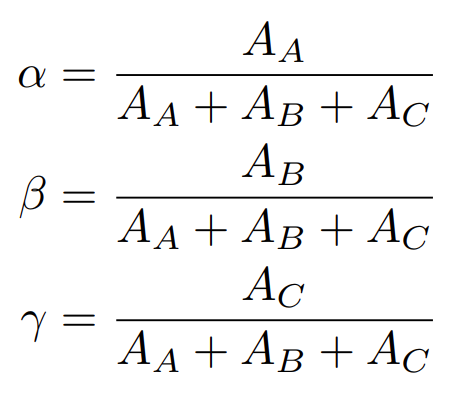 α = A_A / (A_A + A_B + A_C)
β = A_B / (A_A + A_B + A_C)
γ = A_C / (A_A + A_B + A_C)